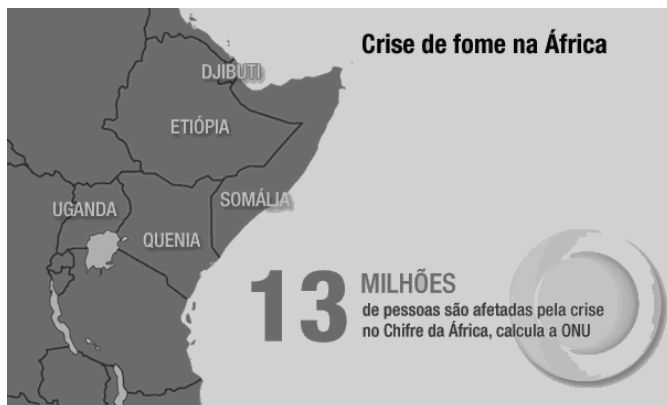 Crise de fome na África
DJIBUTI
ETIÓPIA
SOMÁLIA
UGANDA
QUENIA
13 MILHÕES
de pessoas são afetadas pela crise
no Chifre da África, calcula a ONU